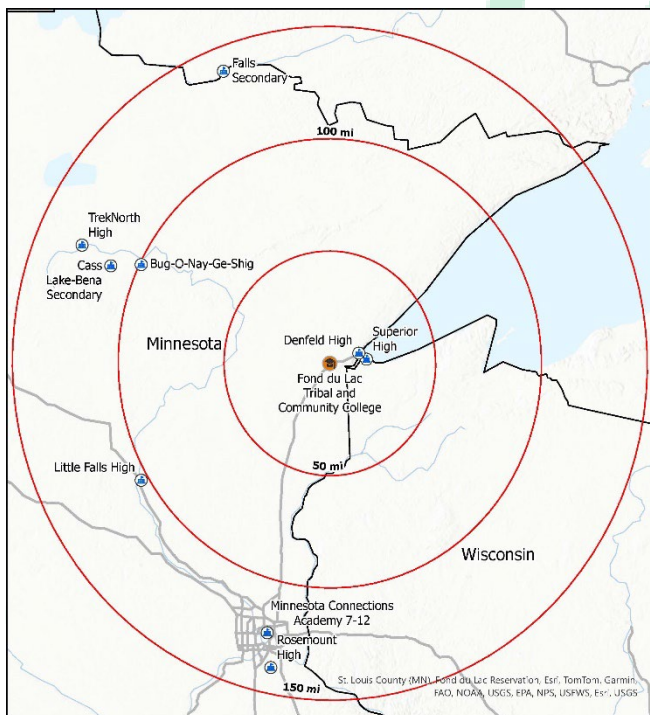 Falls
Secondary
100 mi
TrekNorth
High
Cass
Lake-Bena
Secondary
Bug-O-Nay-Ge-Shig
Minnesota
Denfeld High
Superior
High
Fond du Lac
Tribal and
Community College
Little Falls High
50 mi
Wisconsin
Minnesota Connections
Academy 7-12
Rosemount
High
150 mi
St. Louis County (MN), Fond du Lac Reservation, Esri, TomTom, Garmin,
FAO, NOAA, USGS, EPA, NPS, USFWS, Esri, USGS